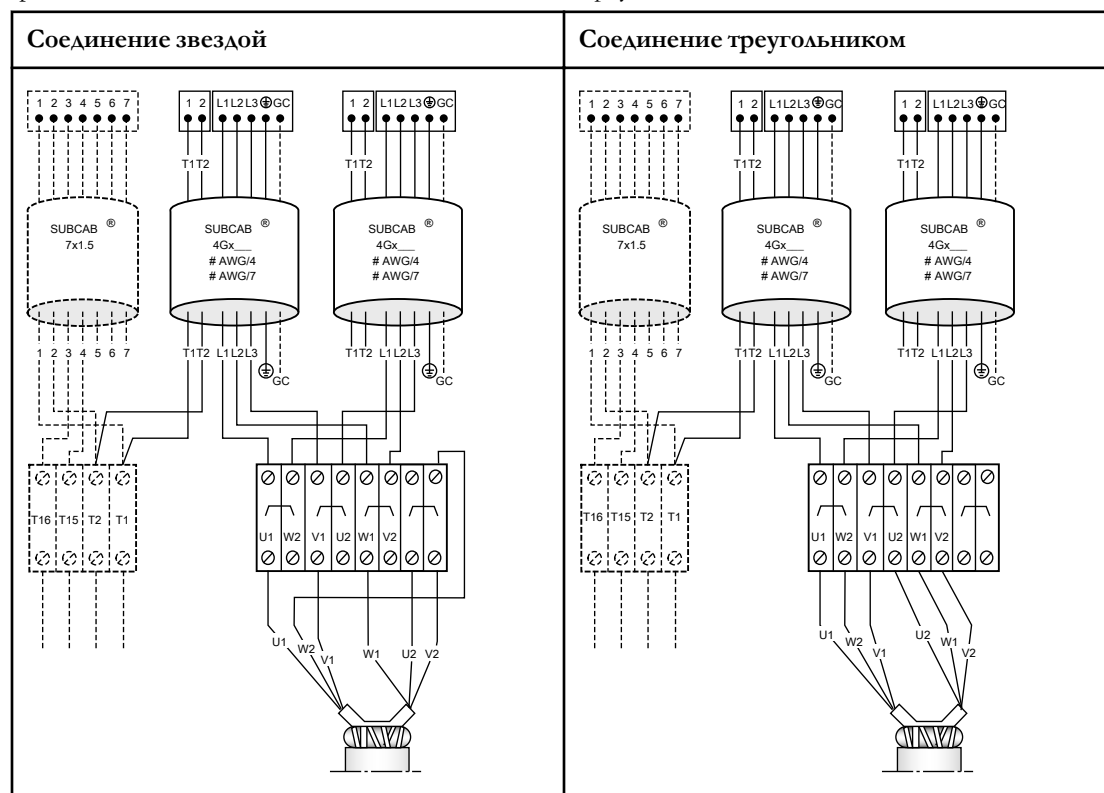 Соединение звездой
Соединение треугольником
1 2 3 4 5 6 7
1 2
L1 L2 L3 GC
1 2
L1 L2 L3 GC
T1 T2
T1 T2
SUBCAB ®
7x1.5
SUBCAB ®
4Gx___
# AWG/4
# AWG/7
SUBCAB ®
4Gx___
# AWG/4
# AWG/7
1 2 3 4 5 6 7
T1 T2 L1 L2 L3
GC
T1 T2 L1 L2 L3
GC
T16 T15 T2 T1
U1 W2 V1 U2 W1 V2
U1 W2 V1 W1 U2 V2
1 2 3 4 5 6 7
1 2
L1 L2 L3 GC
1 2
L1 L2 L3 GC
T1 T2
T1 T2
SUBCAB ®
7x1.5
SUBCAB ®
4Gx___
# AWG/4
# AWG/7
SUBCAB ®
4Gx___
# AWG/4
# AWG/7
1 2 3 4 5 6 7
T1 T2 L1 L2 L3
GC
T1 T2 L1 L2 L3
GC
T16 T15 T2 T1
U1 W2 V1 U2 W1 V2
U1 W2 V1 U2 W1 V2